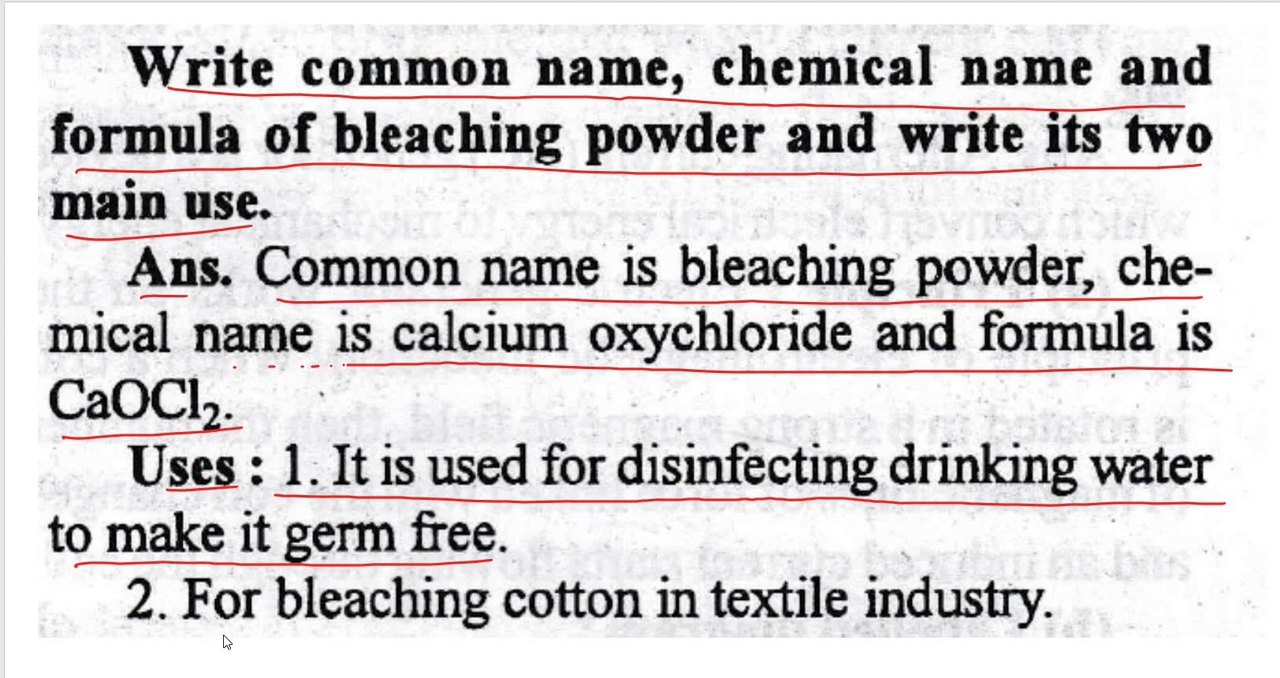 Write common name, chemical name and
formula of bleaching powder and write its two
main use.
Ans. Common name is bleaching powder, che-
mical name is calcium oxychloride and formula is
CaOCl₂.
Uses : 1. It is used for disinfecting drinking water
to make it germ free.
2. For bleaching cotton in textile industry.